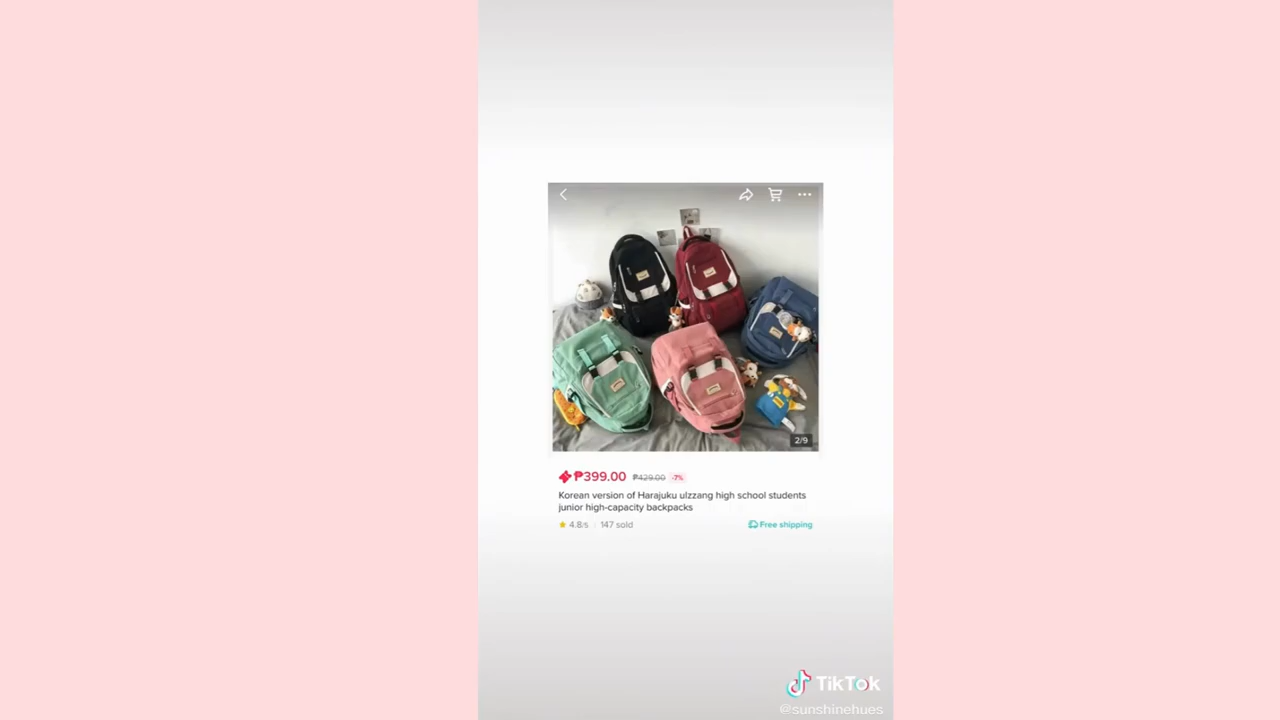 2/9
₱399.00 ₱429.00 -7%
Korean version of Harajuku ulzzang high school students
junior high-capacity backpacks
4.8/5 147 sold Free shipping
TikTok
@sunshinehues